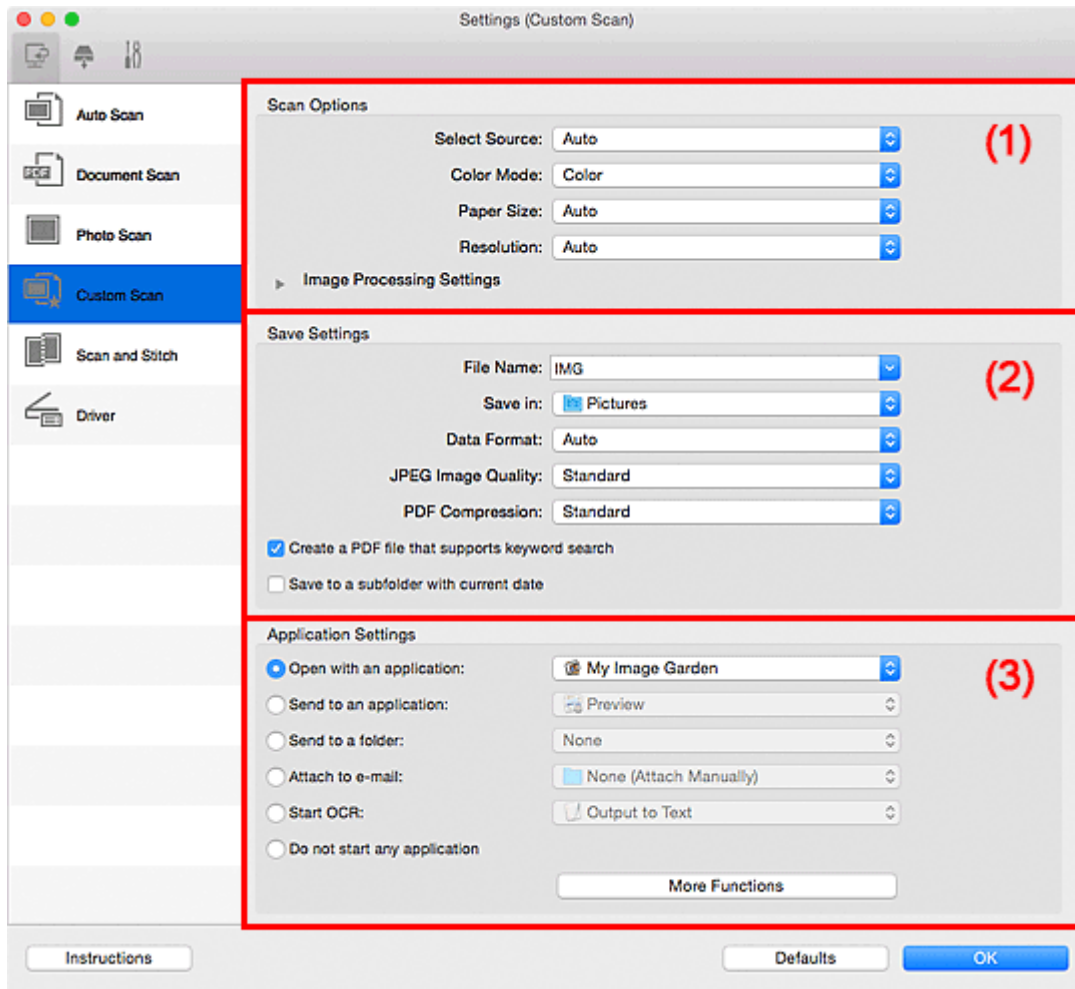 Settings (Custom Scan)
Auto Scan
Document Scan
Photo Scan
Custom Scan
Scan and Stitch
Driver
Scan Options
(1)
Select Source: Auto
Color Mode: Color
Paper Size: Auto
Resolution: Auto
Image Processing Settings
Save Settings
(2)
File Name: IMG
Save in: Pictures
Data Format: Auto
JPEG Image Quality: Standard
PDF Compression: Standard
Create a PDF file that supports keyword search
Save to a subfolder with current date
Application Settings
(3)
Open with an application: My Image Garden
Send to an application: Preview
Send to a folder: None
Attach to e-mail: None (Attach Manually)
Start OCR: Output to Text
Do not start any application
More Functions
Instructions Defaults OK